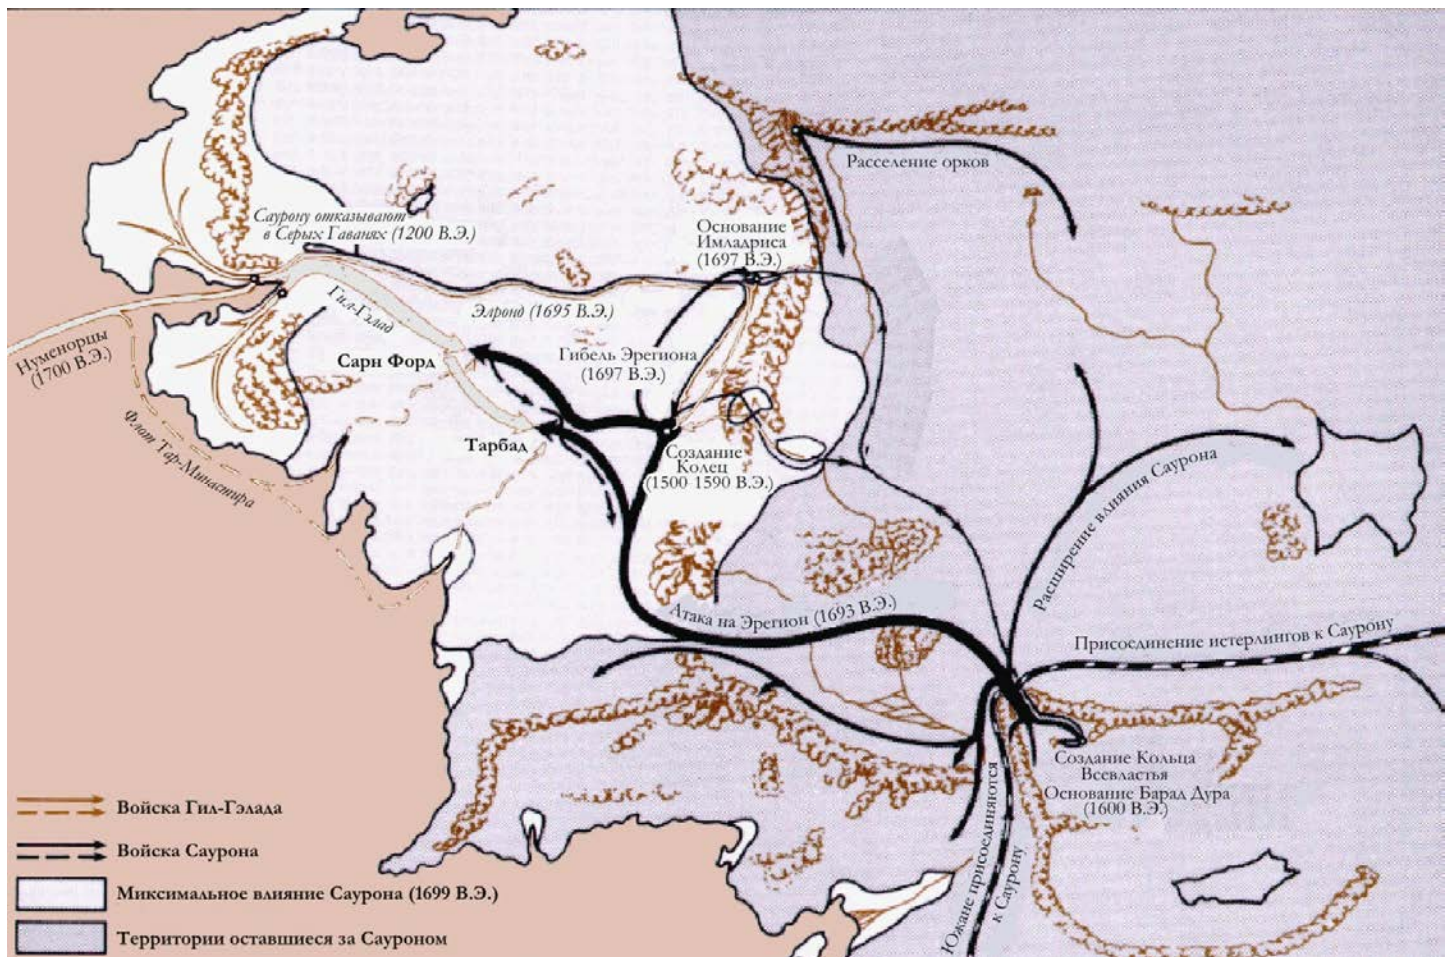 Расселение орков
Саурону отказывают
в Серых Гаванях (1200 В.Э.)
Основание
Имладриса
(1697 В.Э.)
Элронд (1695 В.Э.)
Гил-Гэлад
Нуменорцы
(1700 В.Э.)
Сарн Форд
Гибель Эрегиона
(1697 В.Э.)
Флот Тар-Минастира
Тарбад
Создание
Колец
(1500-1590 В.Э.)
Расширение влияния Саурона
Атака на Эрегион (1693 В.Э.)
Присоединение истерлингов к Саурону
Создание Кольца
Всевластья
Основание Барад Дура
(1600 В.Э.)
Южане присоединяются
к Саурону
Войска Гил-Гэлада
Войска Саурона
Миксимальное влияние Саурона (1699 В.Э.)
Территории оставшиеся за Сауроном